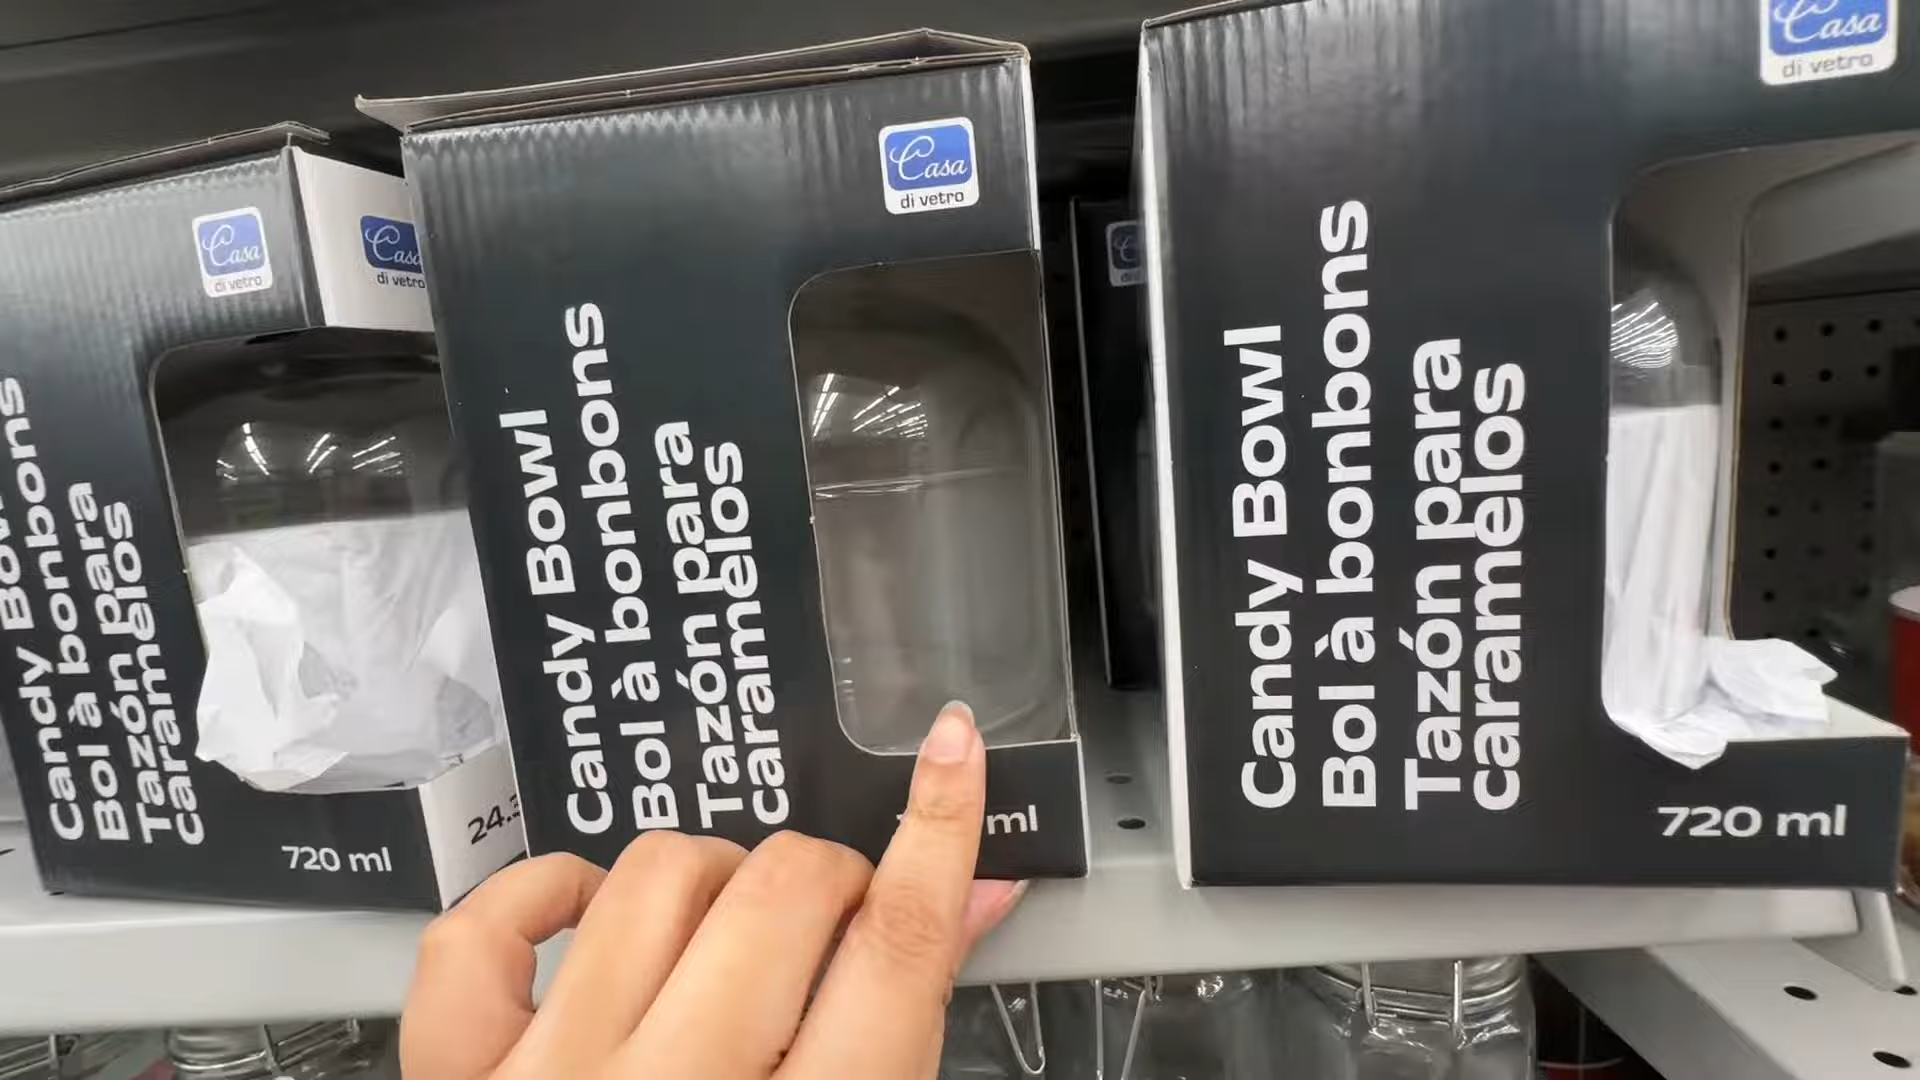 Casa
di vetro
Casa
di vetro
Candy Bowl
Bol à bonbons
Tazón para
caramelos
720 ml
24.
Casa
di vetro
Candy Bowl
Bol à bonbons
Tazón para
caramelos
ml
Casa
di vetro
Candy Bowl
Bol à bonbons
Tazón para
caramelos
720 ml